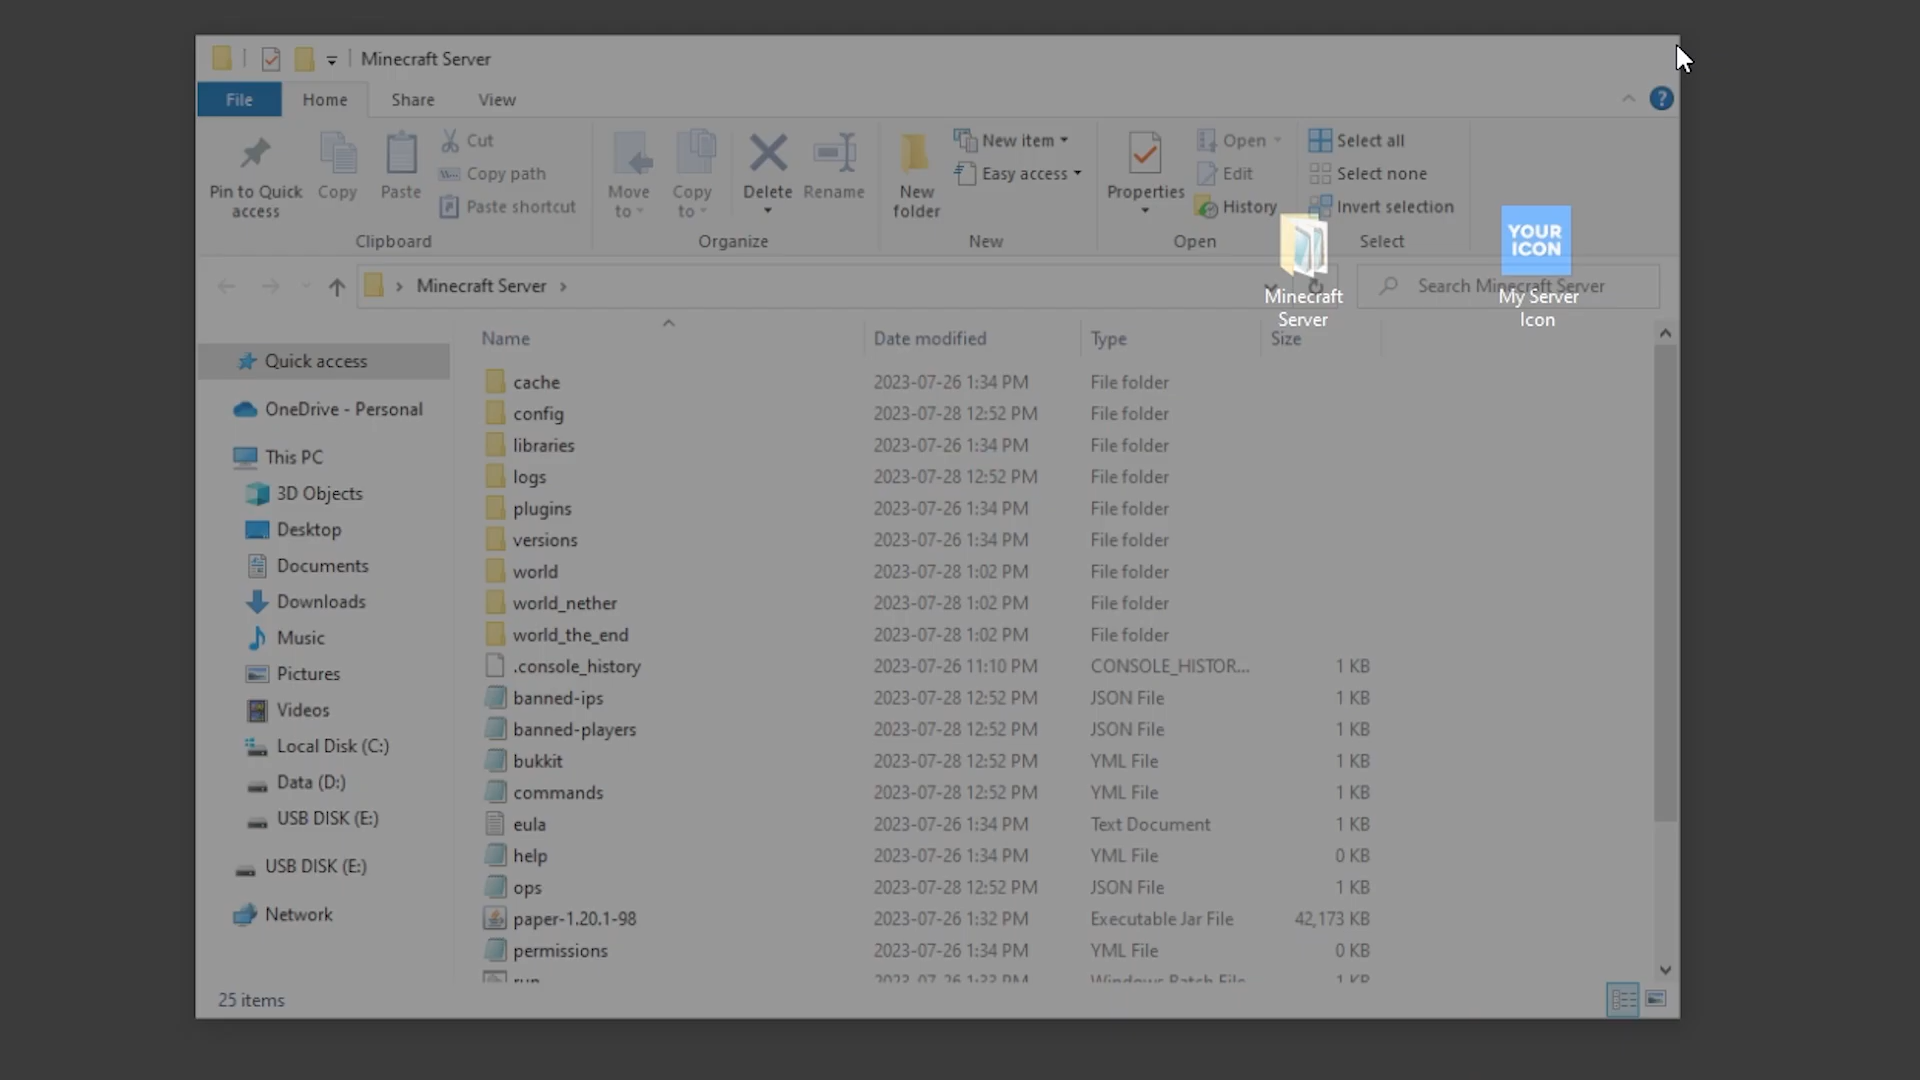 Minecraft Server
File
Home
Share
View
Pin to Quick
access
Copy
Paste
Cut
Copy path
Paste shortcut
Clipboard
Move
to
Copy
to
Delete
Rename
Organize
New
folder
New item
Easy access
New
Properties
Open
Edit
History
Open
Select all
Select none
Invert selection
Select
Minecraft Server
Search Minecraft Server
Minecraft
Server
YOUR
ICON
My Server
Icon
Quick access
OneDrive - Personal
This PC
3D Objects
Desktop
Documents
Downloads
Music
Pictures
Videos
Local Disk (C:)
Data (D:)
USB DISK (E:)
USB DISK (E:)
Network
Name Date modified Type Size
cache 2023-07-26 1:34 PM File folder
config 2023-07-28 12:52 PM File folder
libraries 2023-07-26 1:34 PM File folder
logs 2023-07-28 12:52 PM File folder
plugins 2023-07-26 1:34 PM File folder
versions 2023-07-26 1:34 PM File folder
world 2023-07-28 1:02 PM File folder
world_nether 2023-07-28 1:02 PM File folder
world_the_end 2023-07-28 1:02 PM File folder
.console_history 2023-07-26 11:10 PM CONSOLE_HISTOR... 1 KB
banned-ips 2023-07-28 12:52 PM JSON File 1 KB
banned-players 2023-07-28 12:52 PM JSON File 1 KB
bukkit 2023-07-28 12:52 PM YML File 1 KB
commands 2023-07-28 12:52 PM YML File 1 KB
eula 2023-07-26 1:34 PM Text Document 1 KB
help 2023-07-26 1:34 PM YML File 0 KB
ops 2023-07-28 12:52 PM JSON File 1 KB
paper-1.20.1-98 2023-07-26 1:32 PM Executable Jar File 42,173 KB
permissions 2023-07-26 1:34 PM YML File 0 KB
run 2023-07-26 1:33 PM Windows Batch File 1 KB
25 items